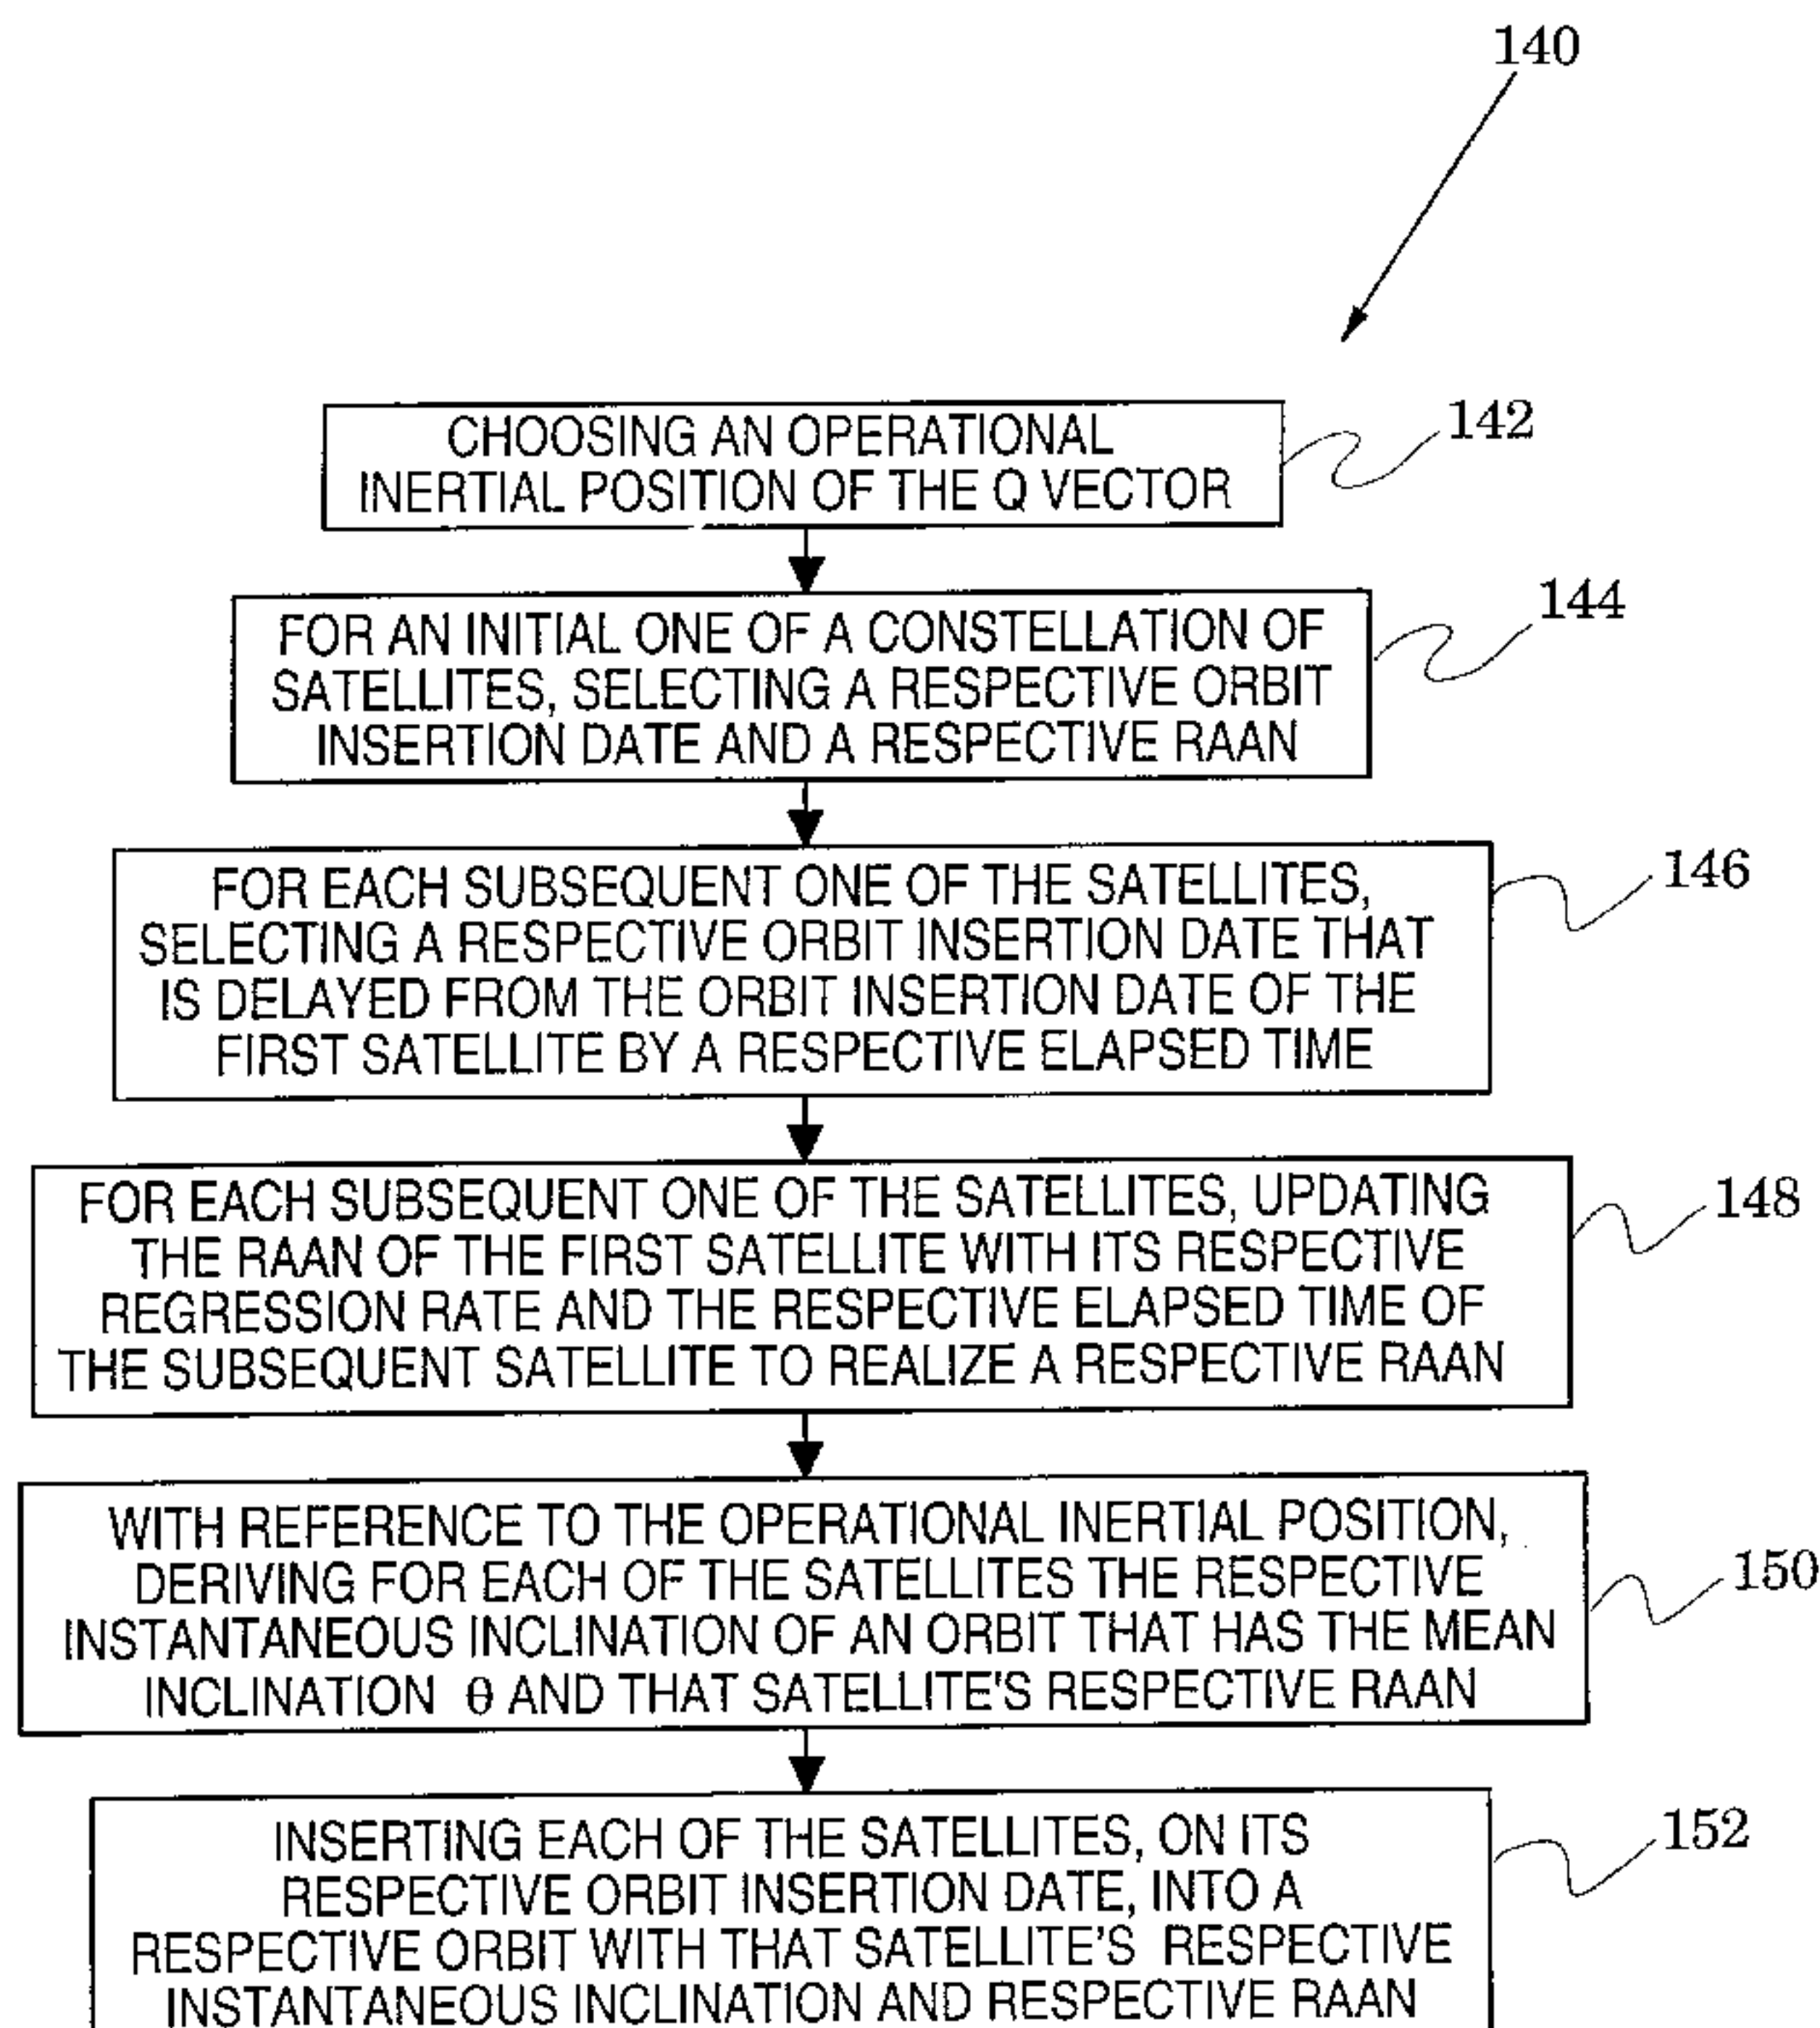 140
CHOOSING AN OPERATIONAL
INERTIAL POSITION OF THE Q VECTOR
142
FOR AN INITIAL ONE OF A CONSTELLATION OF
SATELLITES, SELECTING A RESPECTIVE ORBIT
INSERTION DATE AND A RESPECTIVE RAAN
144
FOR EACH SUBSEQUENT ONE OF THE SATELLITES,
SELECTING A RESPECTIVE ORBIT INSERTION DATE THAT
IS DELAYED FROM THE ORBIT INSERTION DATE OF THE
FIRST SATELLITE BY A RESPECTIVE ELAPSED TIME
146
FOR EACH SUBSEQUENT ONE OF THE SATELLITES, UPDATING
THE RAAN OF THE FIRST SATELLITE WITH ITS RESPECTIVE
REGRESSION RATE AND THE RESPECTIVE ELAPSED TIME OF
THE SUBSEQUENT SATELLITE TO REALIZE A RESPECTIVE RAAN
148
WITH REFERENCE TO THE OPERATIONAL INERTIAL POSITION,
DERIVING FOR EACH OF THE SATELLITES THE RESPECTIVE
INSTANTANEOUS INCLINATION OF AN ORBIT THAT HAS THE MEAN
INCLINATION θ AND THAT SATELLITE'S RESPECTIVE RAAN
150
INSERTING EACH OF THE SATELLITES, ON ITS
RESPECTIVE ORBIT INSERTION DATE, INTO A
RESPECTIVE ORBIT WITH THAT SATELLITE'S RESPECTIVE
INSTANTANEOUS INCLINATION AND RESPECTIVE RAAN
152